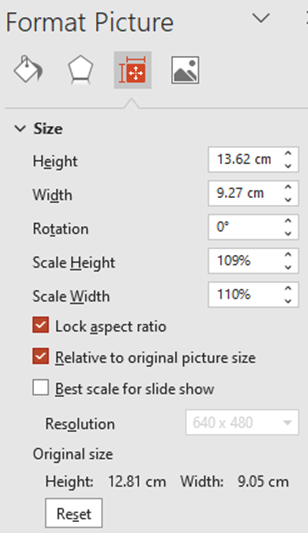 Format Picture
Size
Height 13.62 cm
Width 9.27 cm
Rotation 0°
Scale Height 109%
Scale Width 110%
Lock aspect ratio
Relative to original picture size
Best scale for slide show
Resolution 640 x 480
Original size
Height: 12.81 cm Width: 9.05 cm
Reset